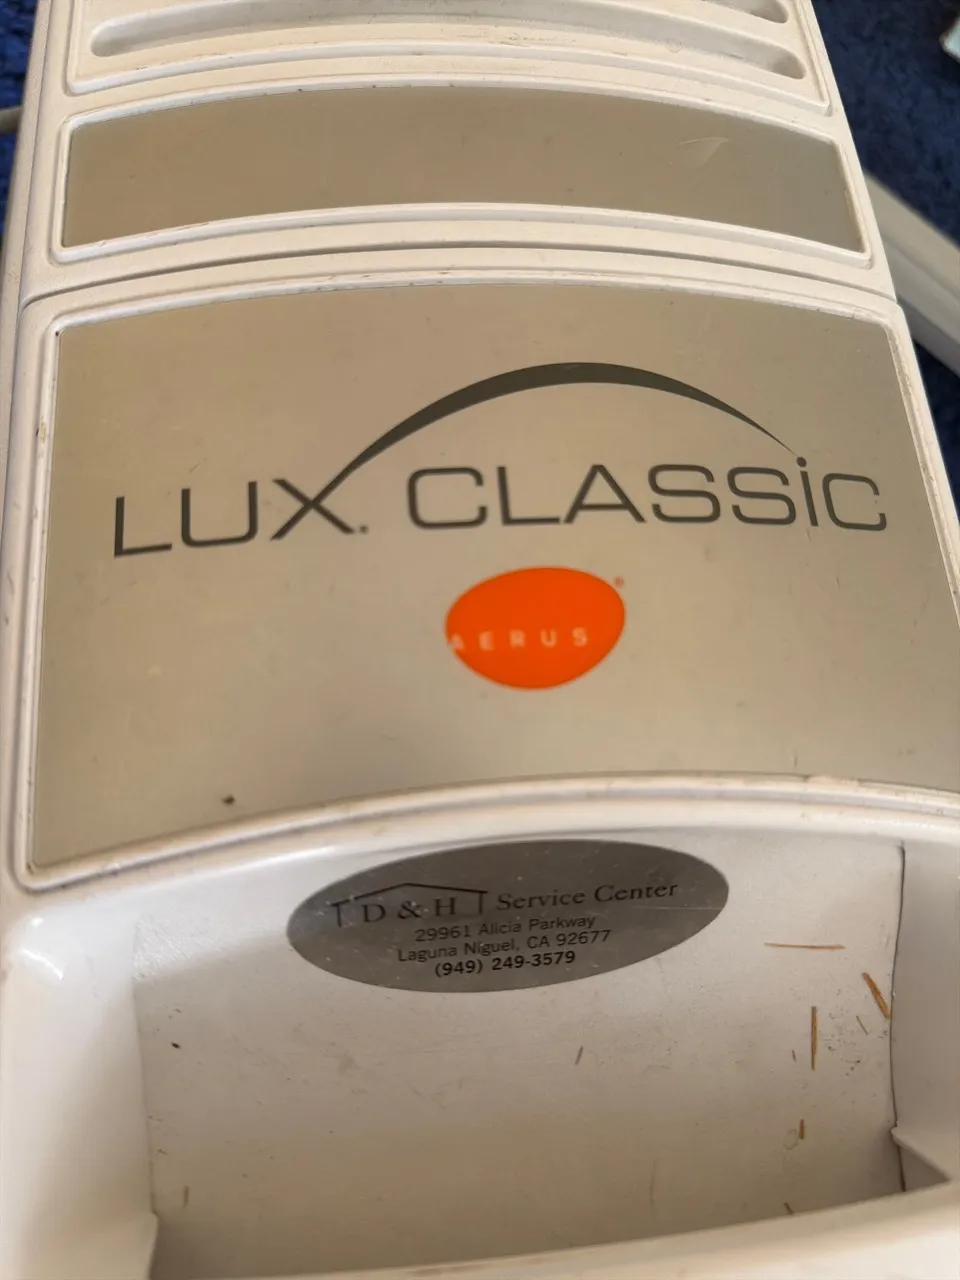 LUX. CLASSiC
AERUS®
D & H Service Center
29961 Alicia Parkway
Laguna Niguel, CA 92677
(949) 249-3579